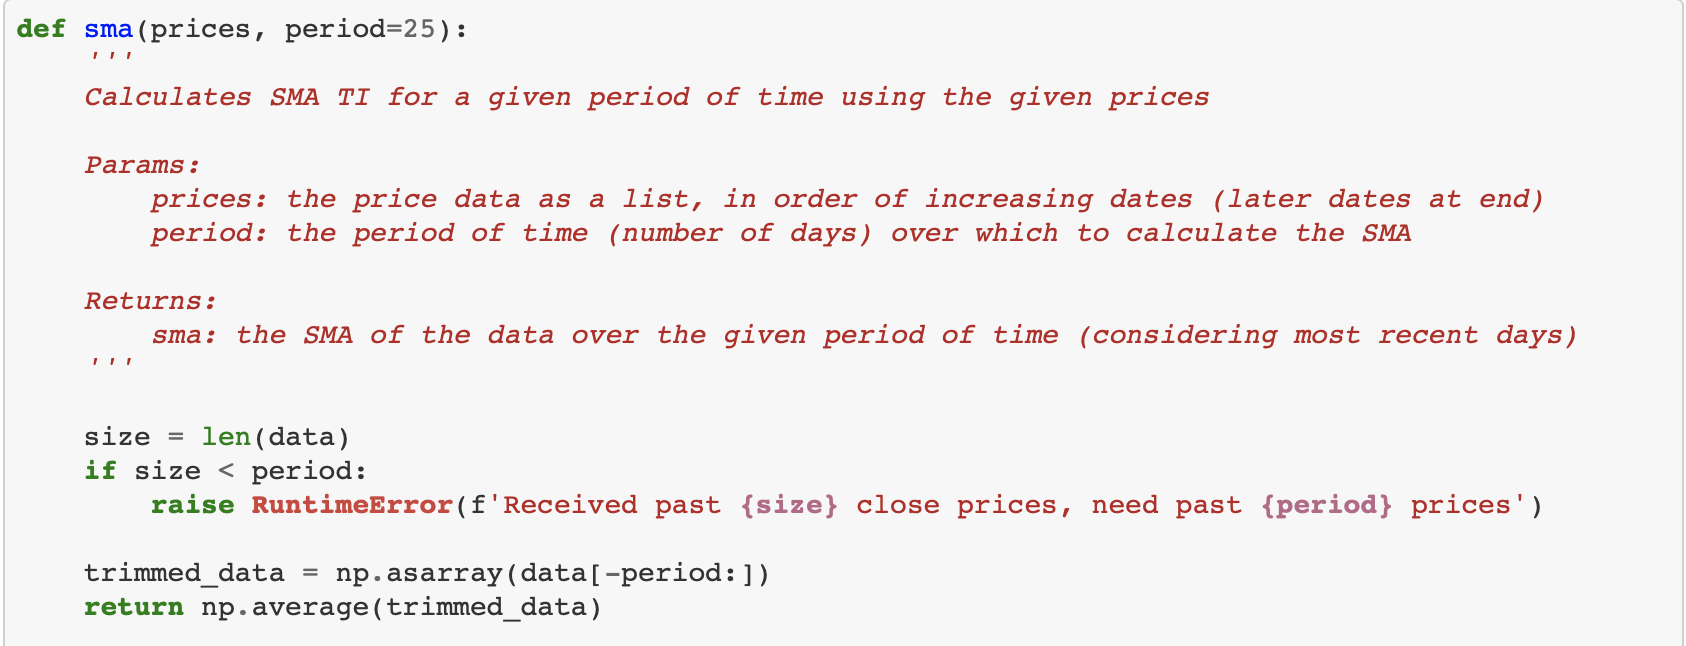 def sma(prices, period=25):
    '''
    Calculates SMA TI for a given period of time using the given prices

    Params:
        prices: the price data as a list, in order of increasing dates (later dates at end)
        period: the period of time (number of days) over which to calculate the SMA

    Returns:
        sma: the SMA of the data over the given period of time (considering most recent days)
    '''

    size = len(data)
    if size < period:
        raise RuntimeError(f'Received past {size} close prices, need past {period} prices')

    trimmed_data = np.asarray(data[-period:])
    return np.average(trimmed_data)